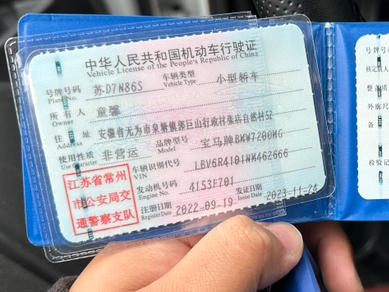 中华人民共和国机动车行驶证
Vehicle License of the People's Republic of China
号牌号码 苏D7N86S 车辆类型 小型轿车
Plate No. Vehicle Type
所有人 童馨
Owner
住址 安徽省无为市泉塘镇郭巨山行政村柴店自然村52
Address
使用性质 非营运 品牌型号 宝马牌BMW7200MG
Use Character Model
江苏省常州
市公安局交
通警察支队
车辆识别代号 LBV6R4101NM462666
VIN
发动机号码 4153F701
Engine No.
注册日期 2022-09-19 发证日期 2023-11-24
Register Date Issue Date